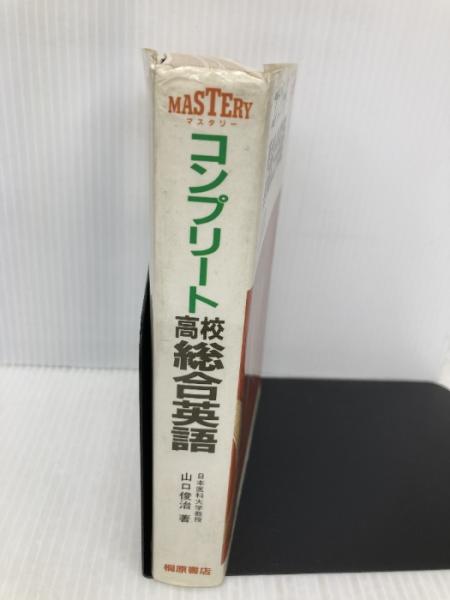 MASTERY
マスタリー
コンプリート
高校
総合英語
日本医科大学教授
山口俊治 著
桐原書店